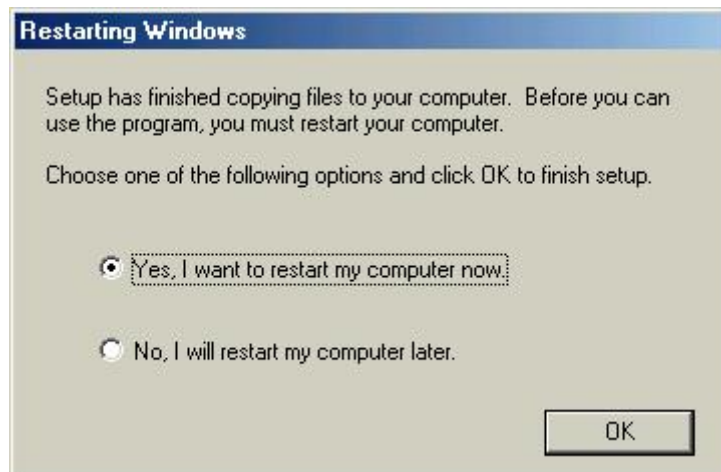 Restarting Windows
Setup has finished copying files to your computer.  Before you can
use the program, you must restart your computer.
Choose one of the following options and click OK to finish setup.
Yes, I want to restart my computer now.
No, I will restart my computer later.
OK